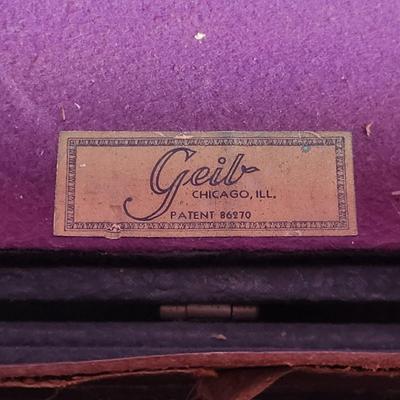 Geib
CHICAGO, ILL.
PATENT 86270